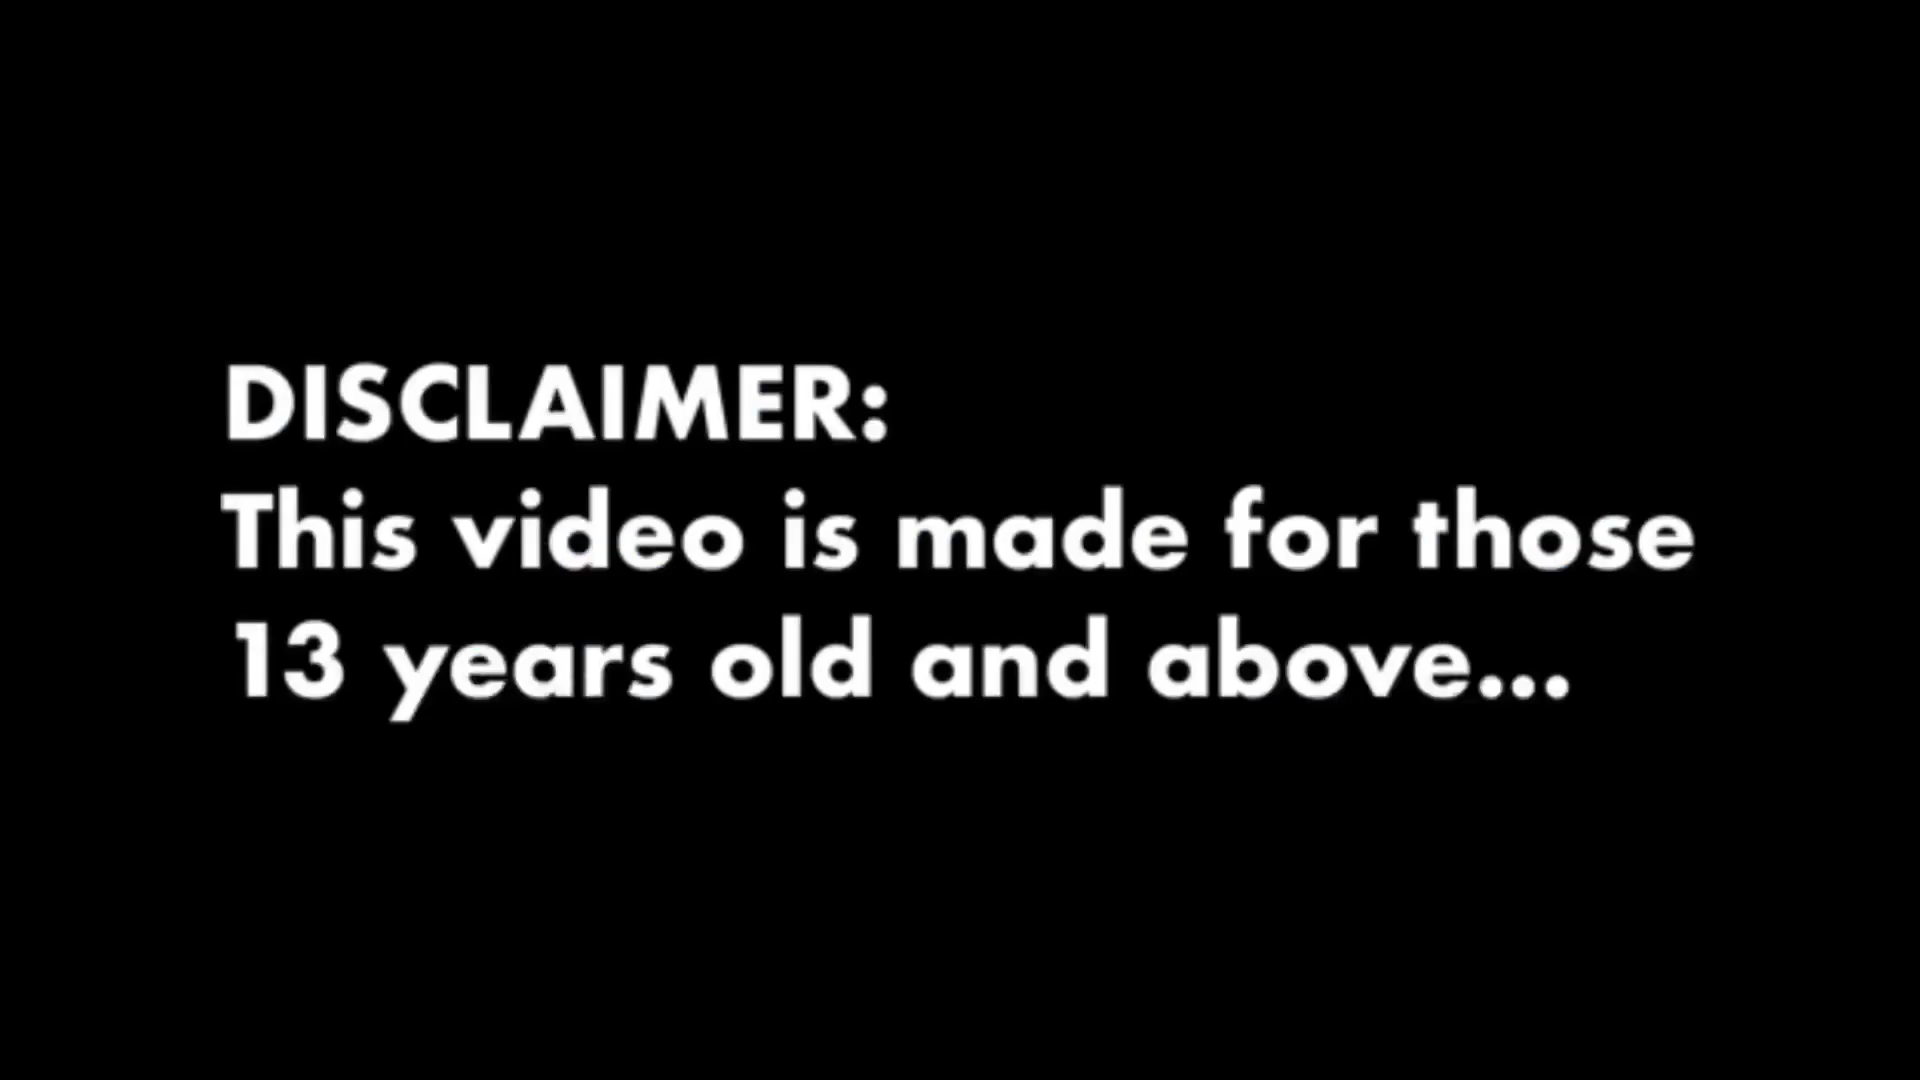 DISCLAIMER:
This video is made for those
13 years old and above...